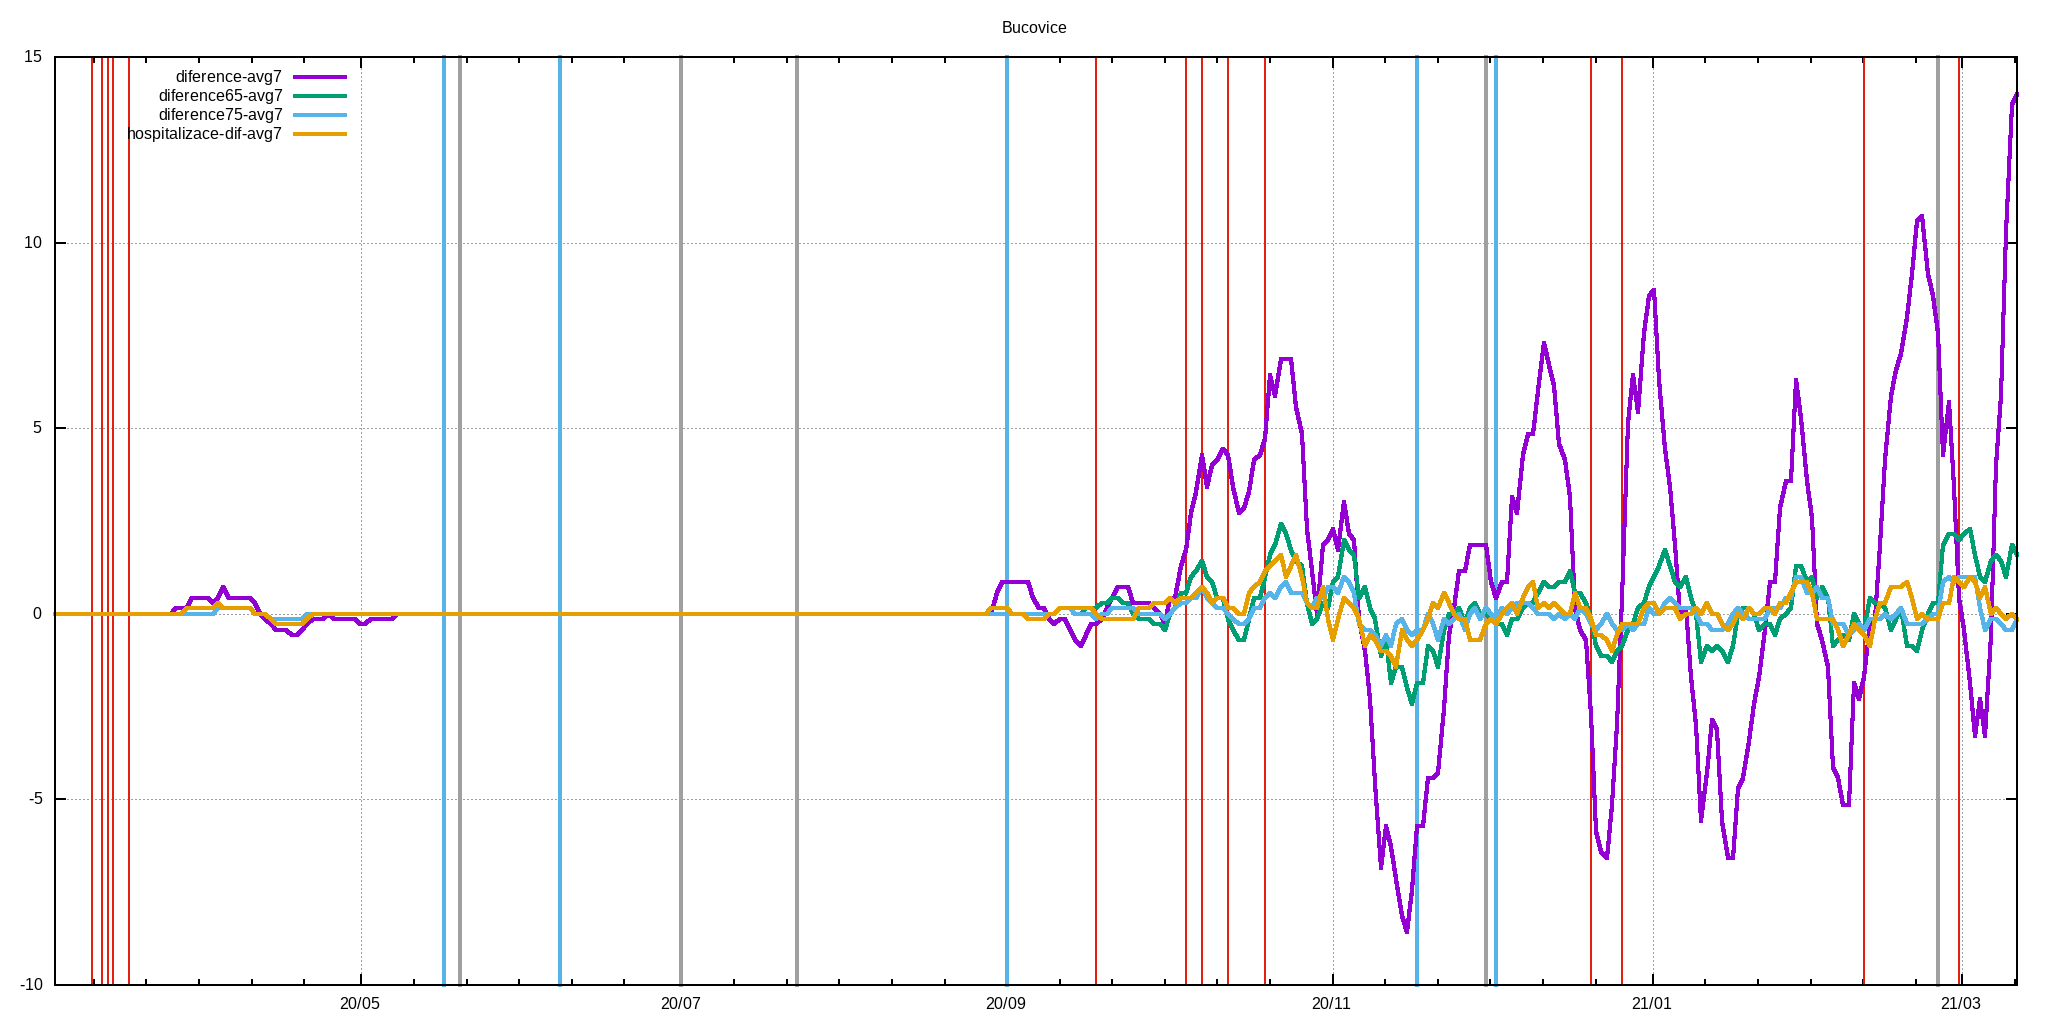 Bucovice
15
diference-avg7
diference65-avg7
diference75-avg7
hospitalizace-dif-avg7
10
5
0
-5
-10
20/05 20/07 20/09 20/11 21/01 21/03